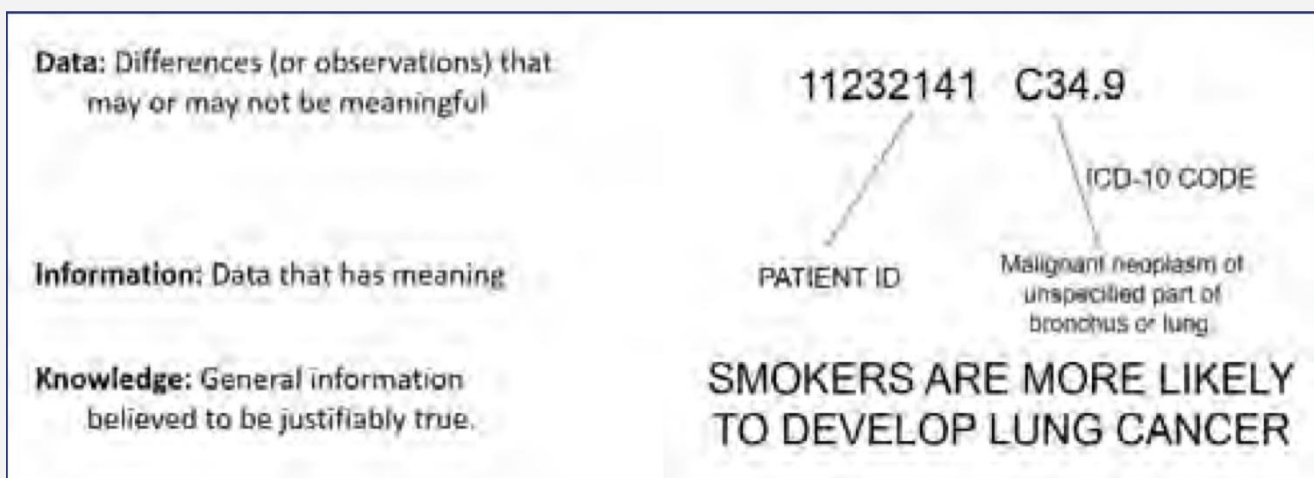 Data: Differences (or observations) that
may or may not be meaningful
11232141 C34.9
ICD-10 CODE
Information: Data that has meaning
PATIENT ID
Malignant neoplasm of
unspecified part of
bronchus or lung.
Knowledge: General information
believed to be justifiably true.
SMOKERS ARE MORE LIKELY
TO DEVELOP LUNG CANCER